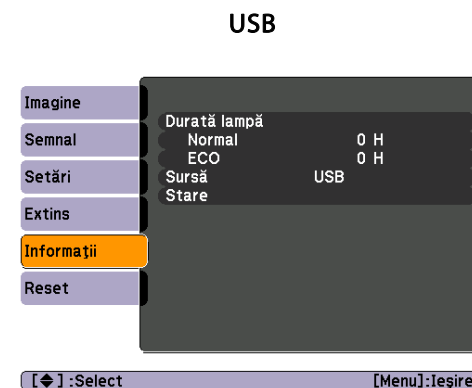 USB
Imagine
Semnal
Setări
Extins
Informaţii
Reset
Durată lampă
Normal 0 H
ECO 0 H
Sursă USB
Stare
[◆] :Select [Menu]:Ieşire